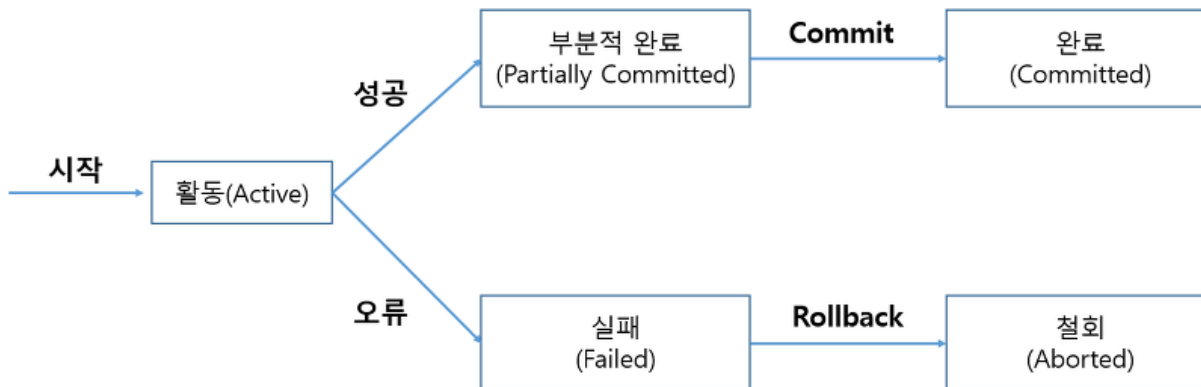 부분적 완료
(Partially Committed)
Commit
완료
(Committed)
성공
시작
활동(Active)
오류
실패
(Failed)
Rollback
철회
(Aborted)